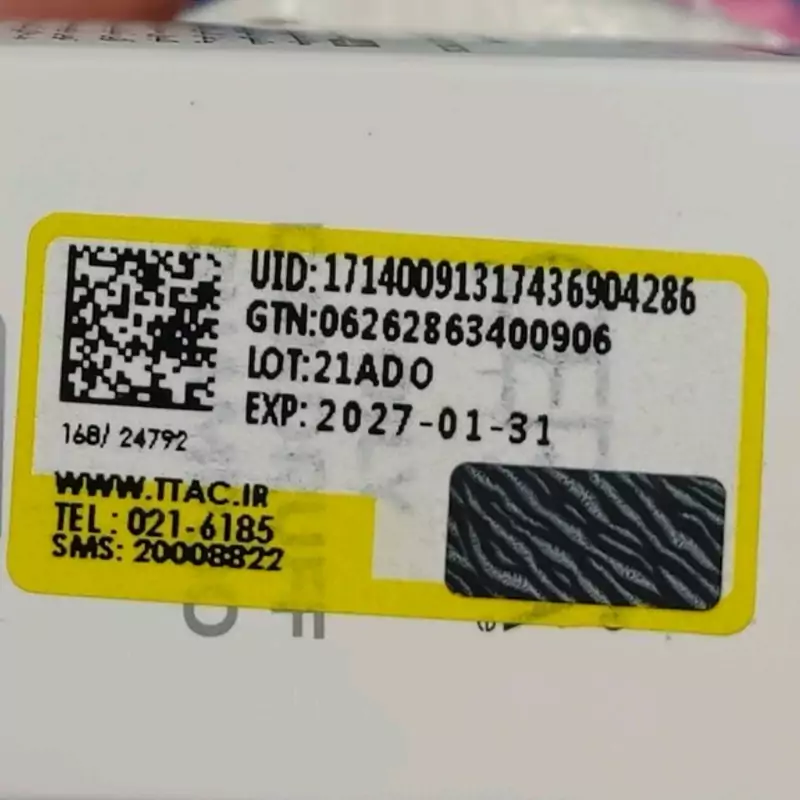 UID:17140091317436904286
GTN:06262863400906
LOT:21ADO
EXP: 2027-01-31
168/ 24792
WWW.TTAC.IR
TEL: 021-6185
SMS: 20008822